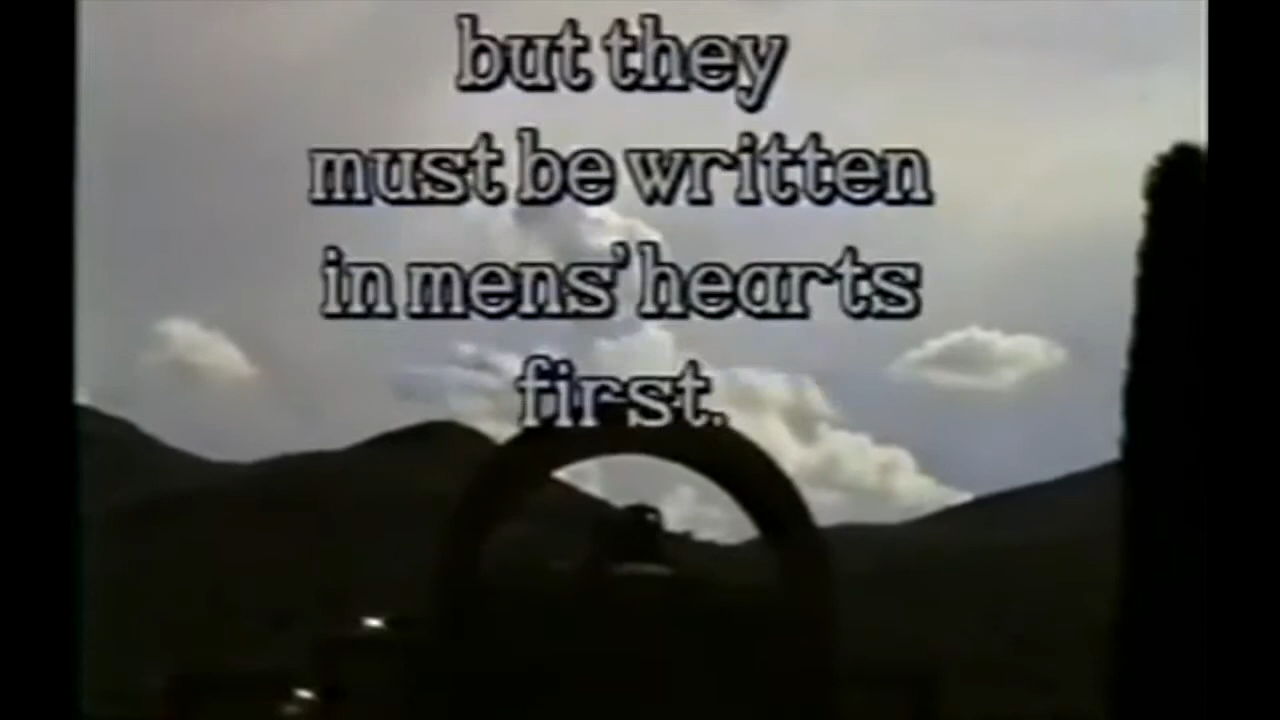 but they
must be written
in mens' hearts
first.